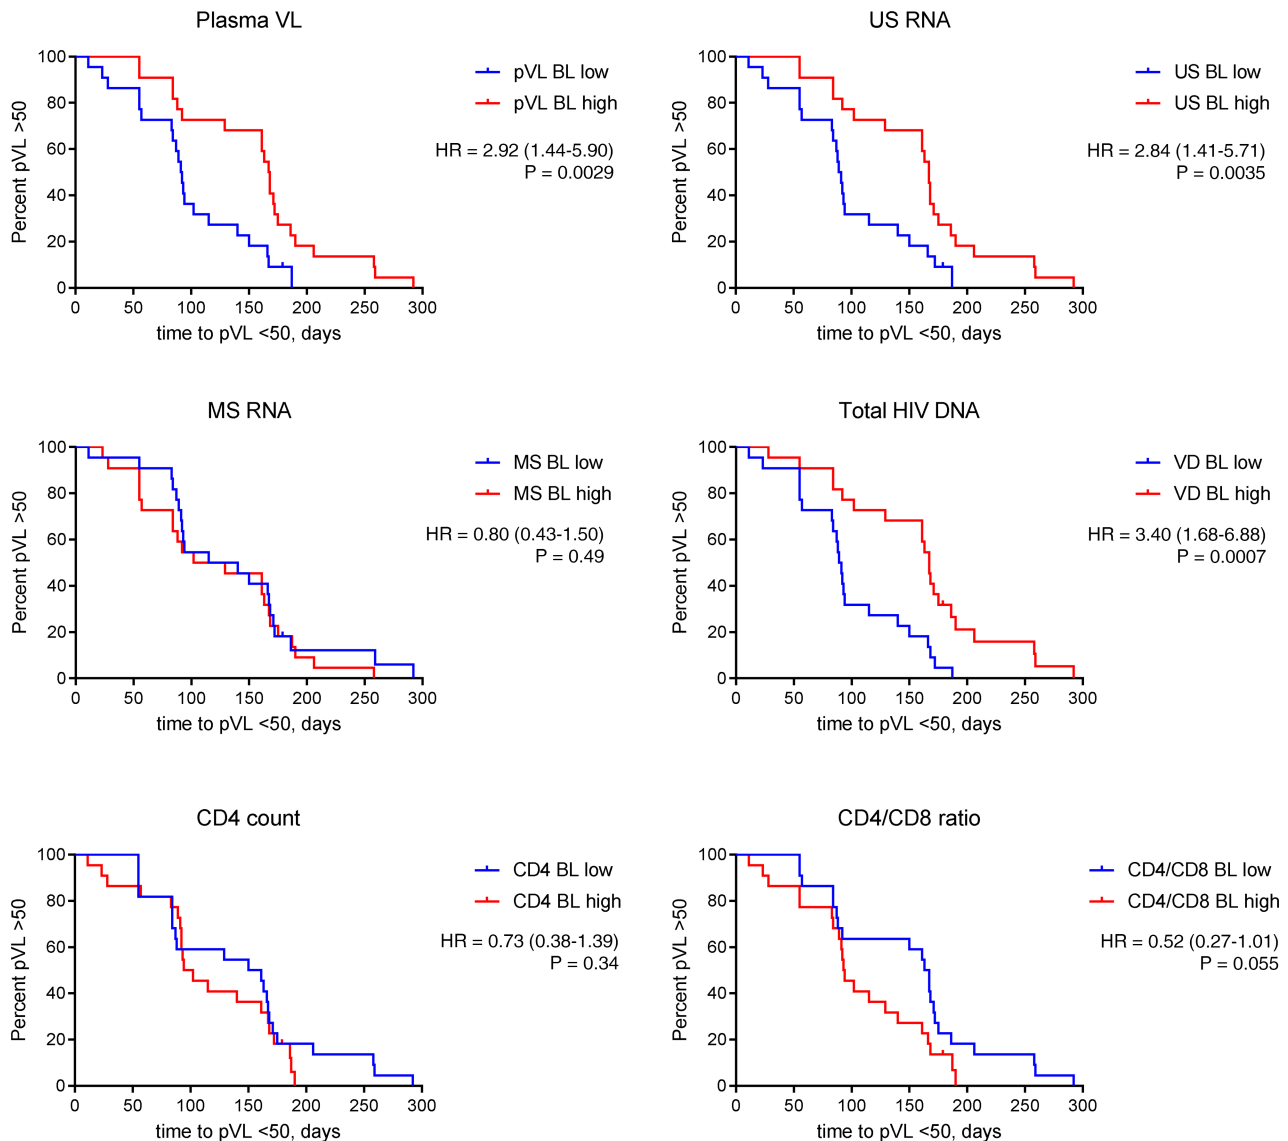 Plasma VL
100
80
60
40
20
0
Percent pVL >50
0 50 100 150 200 250 300
time to pVL <50, days
pVL BL low
pVL BL high
HR = 2.92 (1.44-5.90)
P = 0.0029
US RNA
100
80
60
40
20
0
Percent pVL >50
0 50 100 150 200 250 300
time to pVL <50, days
US BL low
US BL high
HR = 2.84 (1.41-5.71)
P = 0.0035
MS RNA
100
80
60
40
20
0
Percent pVL >50
0 50 100 150 200 250 300
time to pVL <50, days
MS BL low
MS BL high
HR = 0.80 (0.43-1.50)
P = 0.49
Total HIV DNA
100
80
60
40
20
0
Percent pVL >50
0 50 100 150 200 250 300
time to pVL <50, days
VD BL low
VD BL high
HR = 3.40 (1.68-6.88)
P = 0.0007
CD4 count
100
80
60
40
20
0
Percent pVL >50
0 50 100 150 200 250 300
time to pVL <50, days
CD4 BL low
CD4 BL high
HR = 0.73 (0.38-1.39)
P = 0.34
CD4/CD8 ratio
100
80
60
40
20
0
Percent pVL >50
0 50 100 150 200 250 300
time to pVL <50, days
CD4/CD8 BL low
CD4/CD8 BL high
HR = 0.52 (0.27-1.01)
P = 0.055